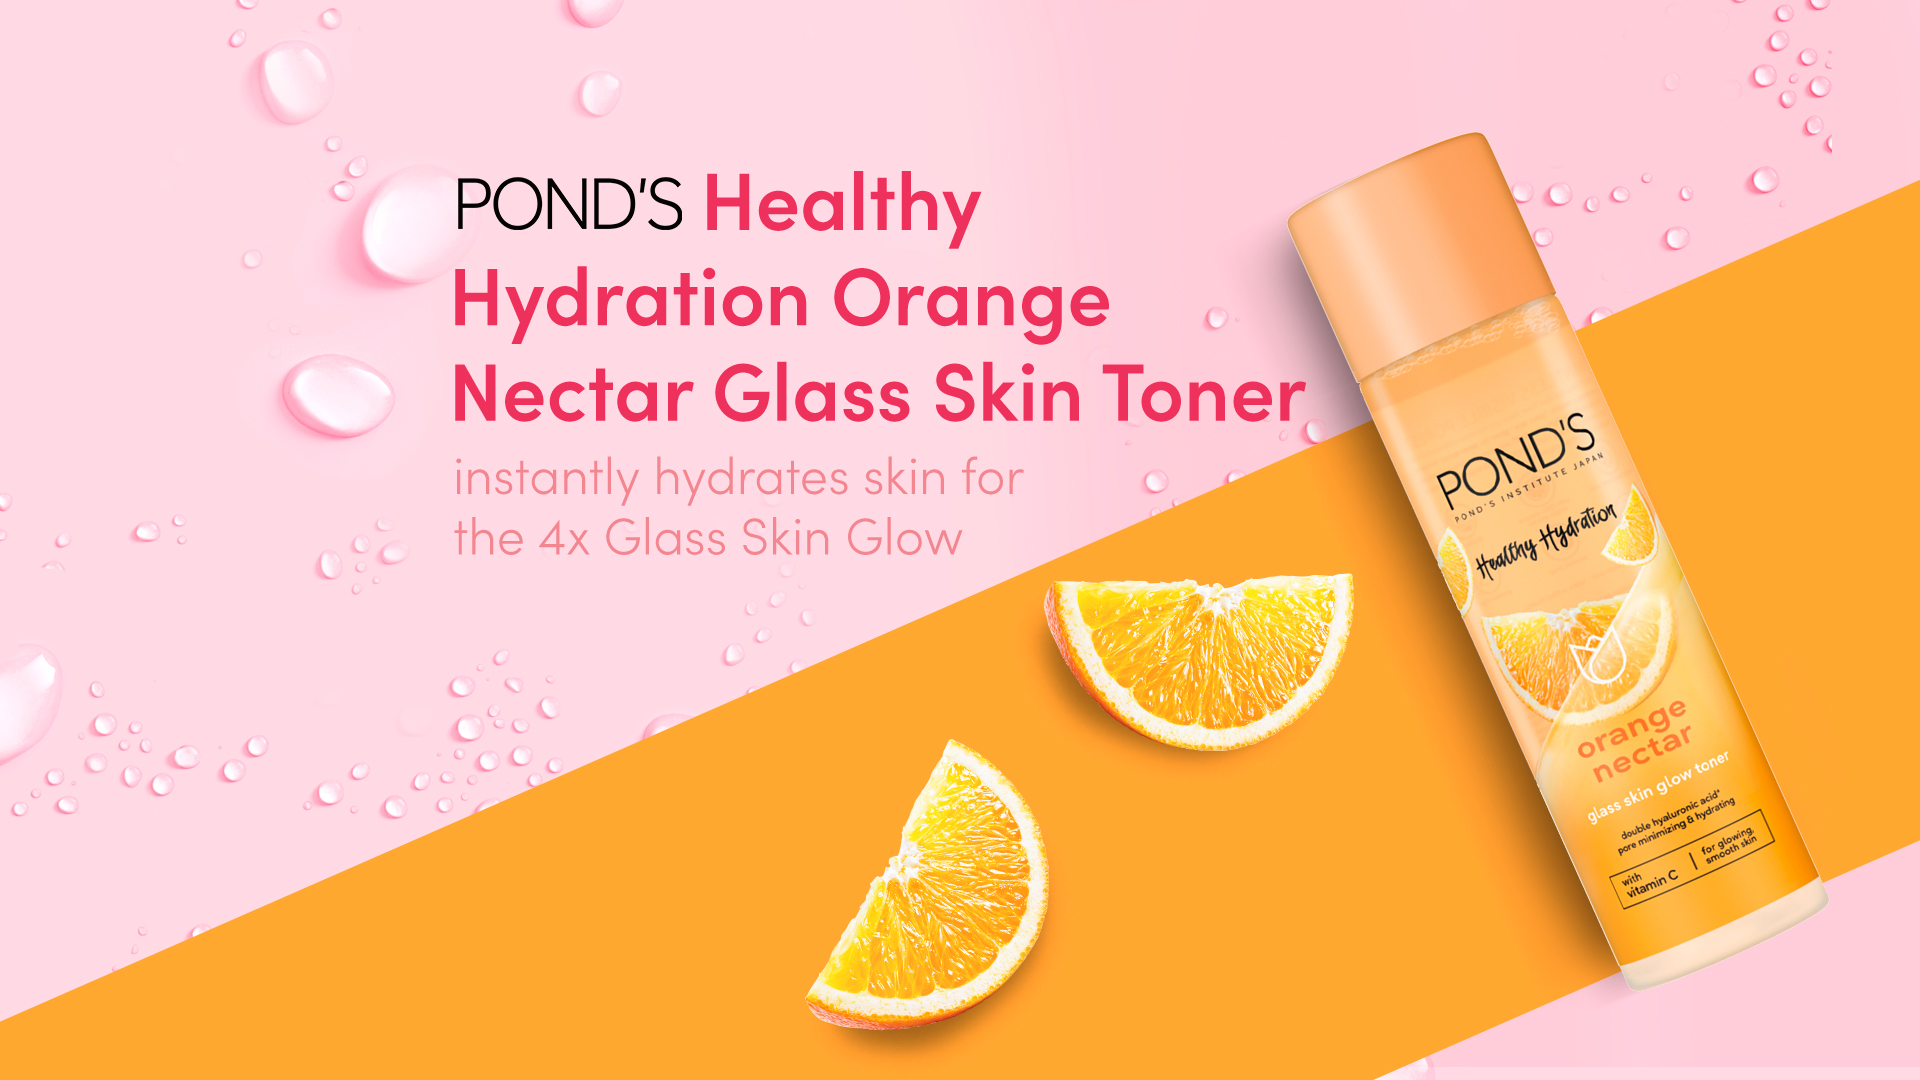 POND'S Healthy
Hydration Orange
Nectar Glass Skin Toner
instantly hydrates skin for
the 4x Glass Skin Glow
POND'S
POND'S INSTITUTE JAPAN
Healthy Hydration
orange
nectar
glass skin glow toner
double hyaluronic acid*
pore minimizing & hydrating
with
vitamin C
for glowing,
smooth skin